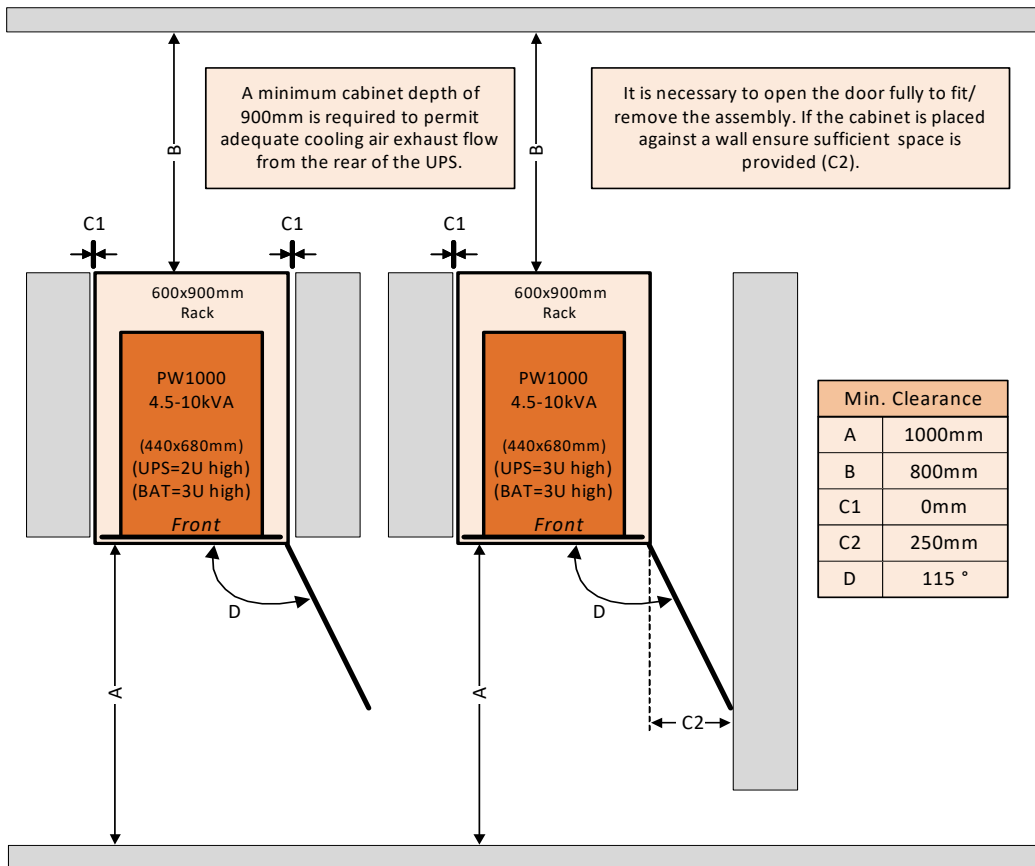 A minimum cabinet depth of
900mm is required to permit
adequate cooling air exhaust flow
from the rear of the UPS.
It is necessary to open the door fully to fit/
remove the assembly. If the cabinet is placed
against a wall ensure sufficient space is
provided (C2).
B
B
C1
C1
C1
600x900mm
Rack
PW1000
4.5-10kVA
(440x680mm)
(UPS=2U high)
(BAT=3U high)
Front
600x900mm
Rack
PW1000
4.5-10kVA
(440x680mm)
(UPS=3U high)
(BAT=3U high)
Front
Min. Clearance
A 1000mm
B 800mm
C1 0mm
C2 250mm
D 115 °
D
D
A
A
C2